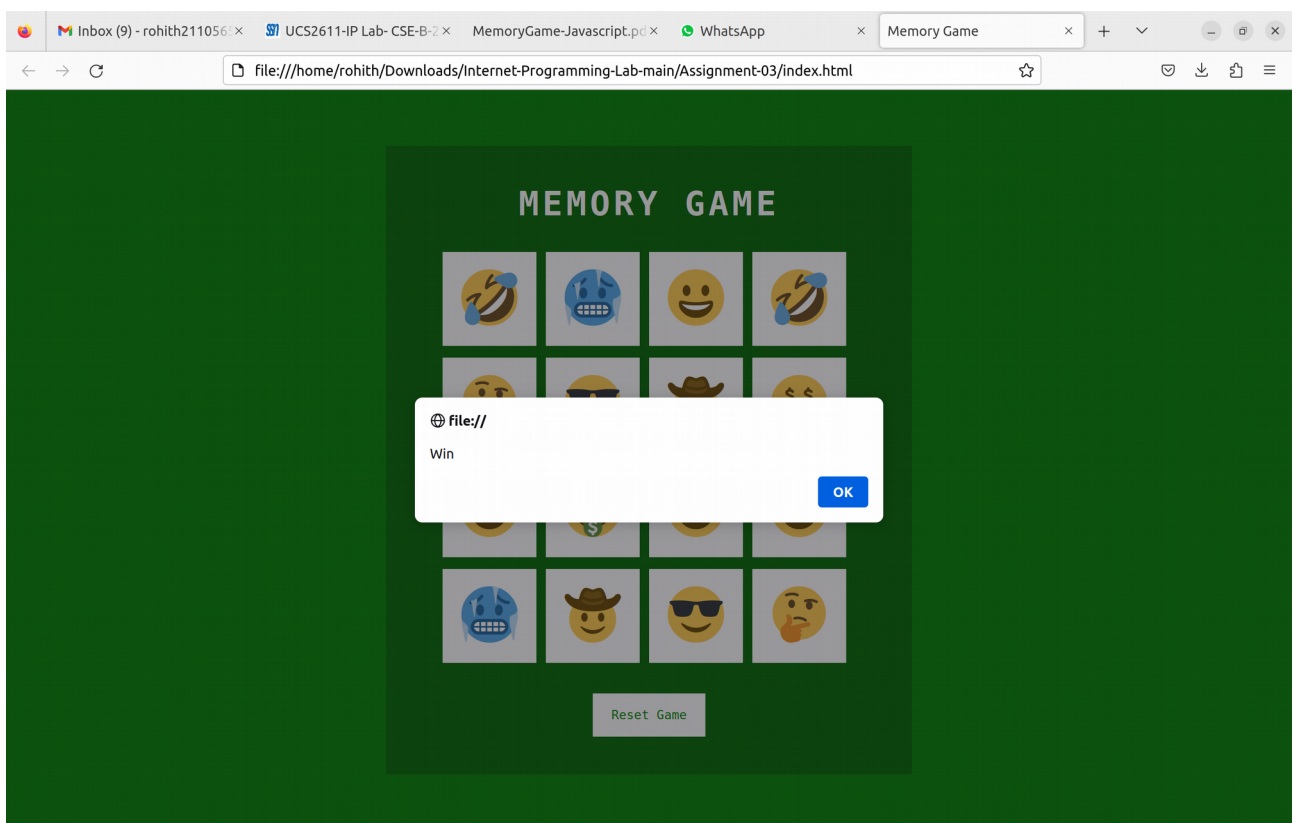 Inbox (9) - rohith211056
UCS2611-IP Lab- CSE-B-2
MemoryGame-Javascript.pd
WhatsApp
Memory Game
file:///home/rohith/Downloads/Internet-Programming-Lab-main/Assignment-03/index.html
MEMORY GAME
file://
Win
OK
Reset Game